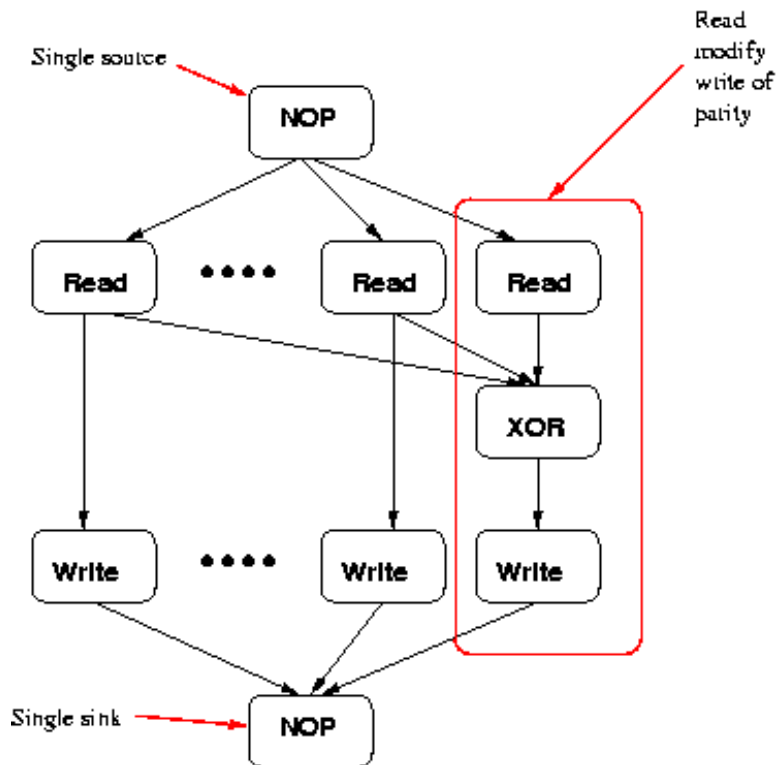 Single source
Read
modify
write of
parity
NOP
Read
Read
Read
XOR
Write
Write
Write
Single sink
NOP